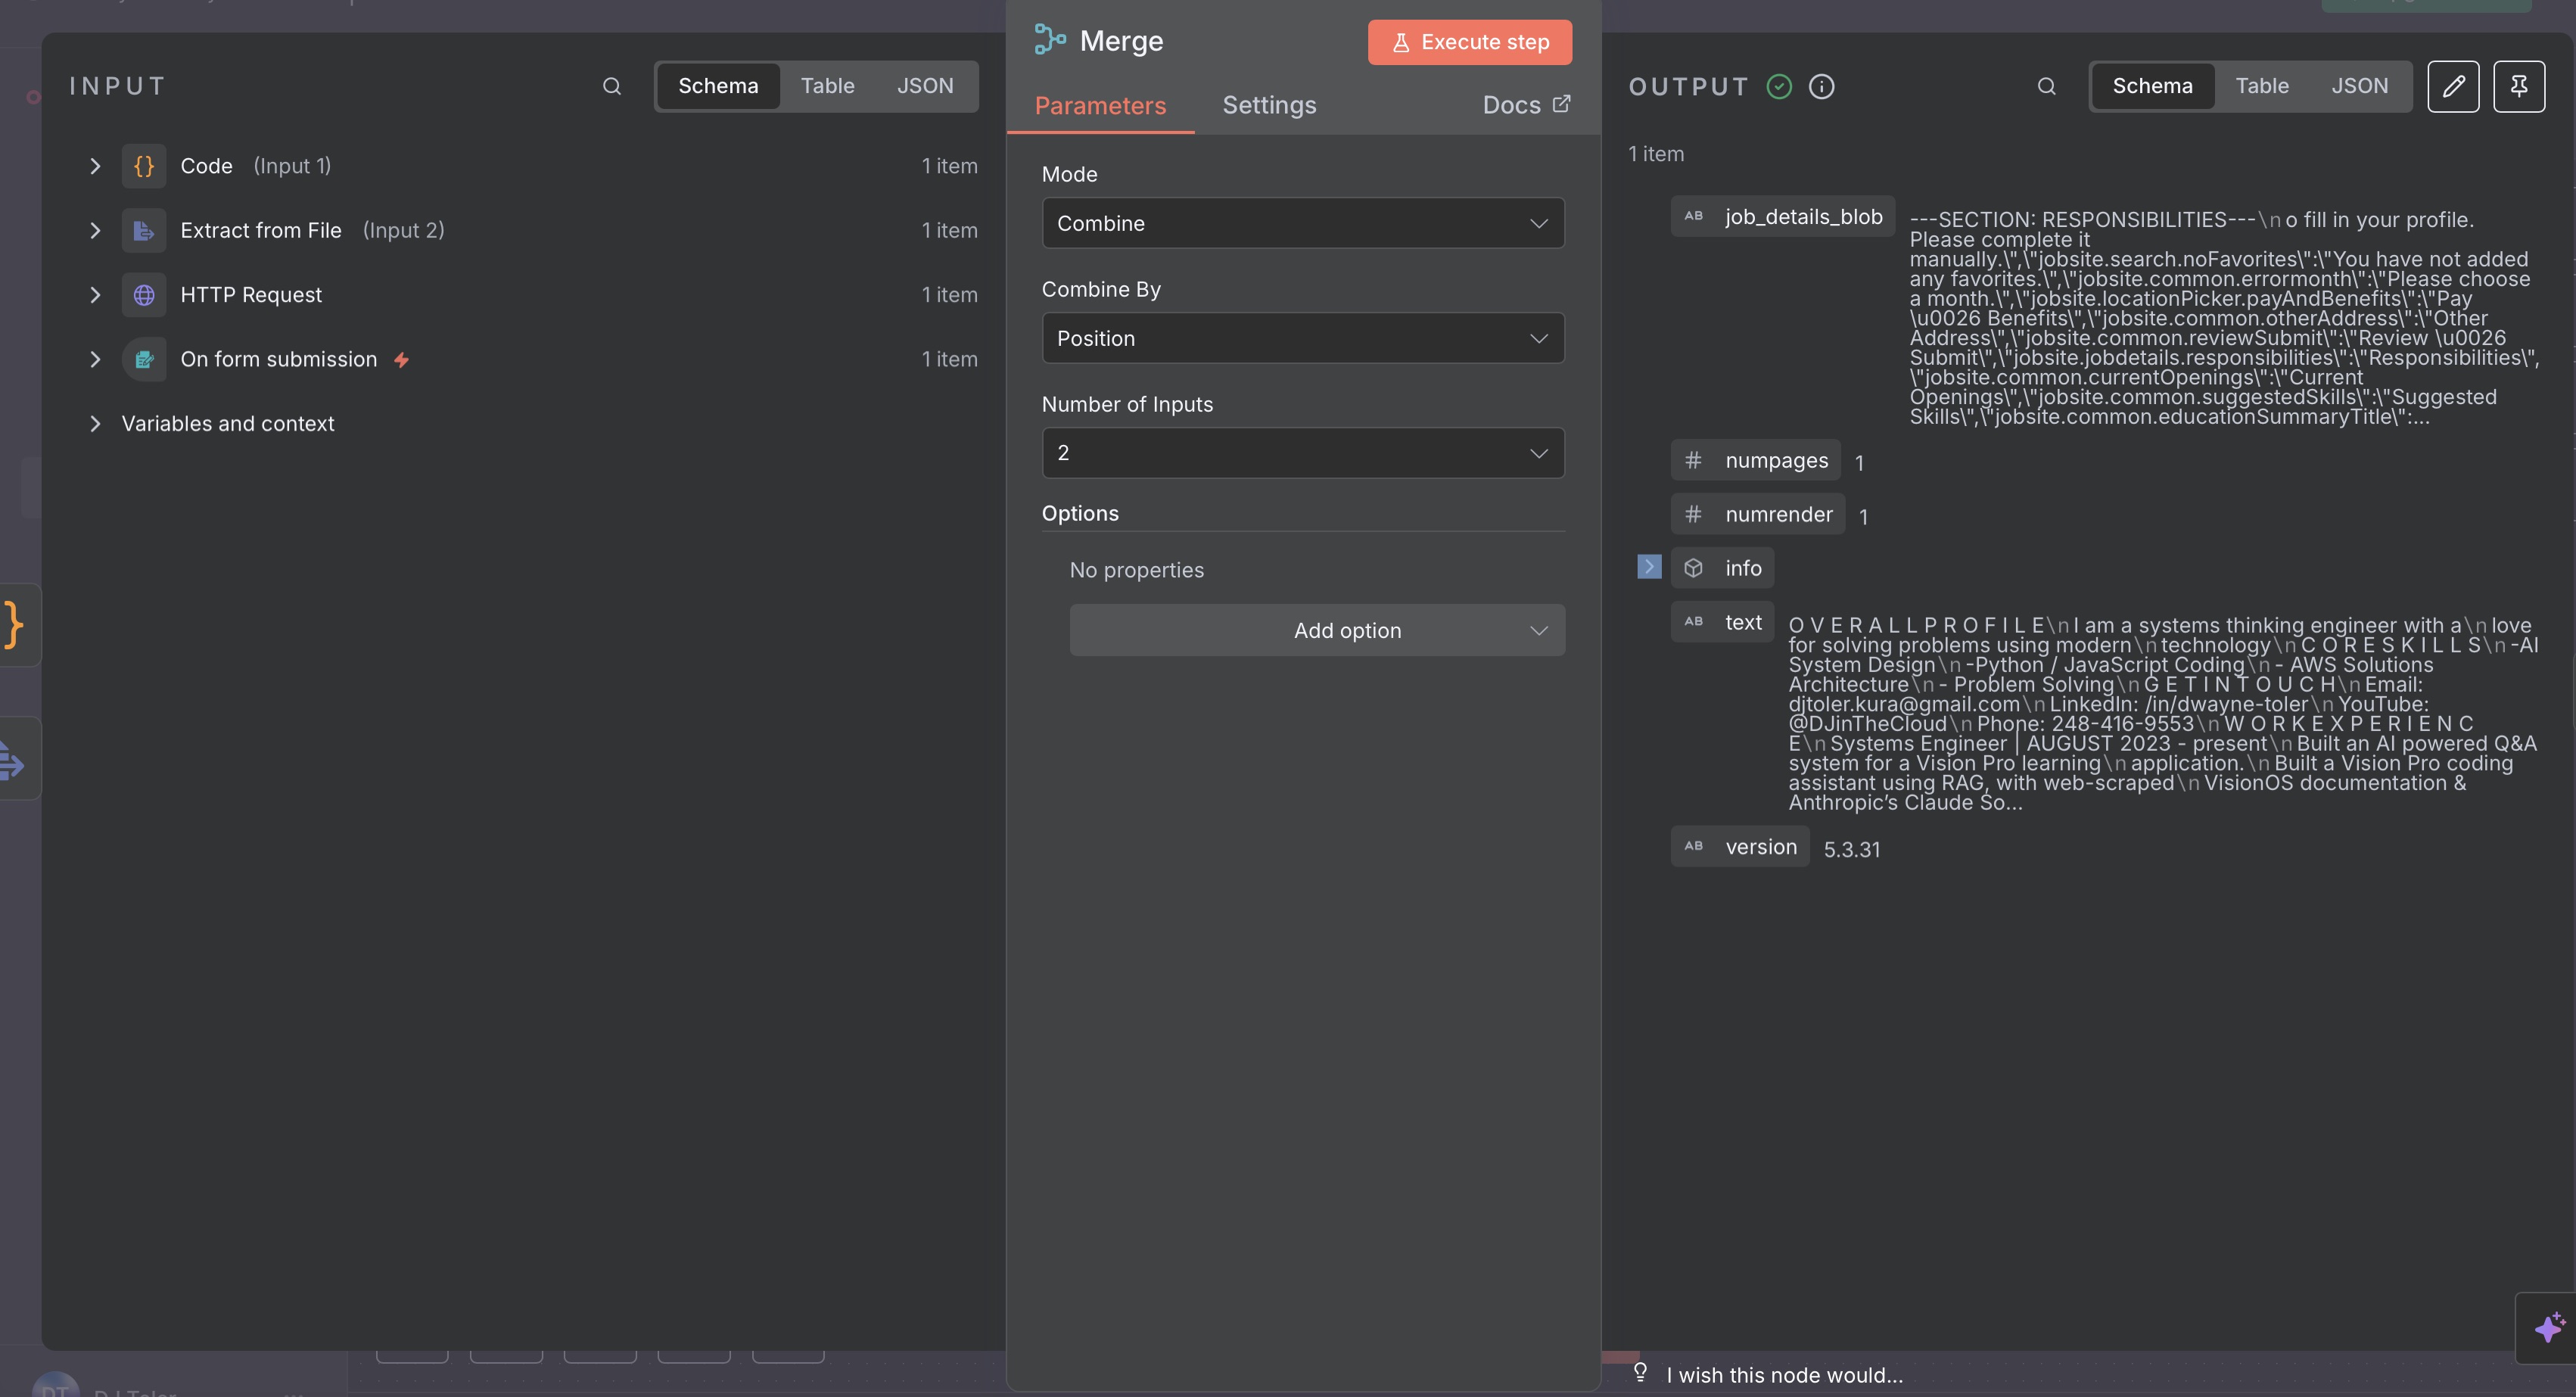 INPUT
Schema Table JSON
Code (Input 1) 1 item
Extract from File (Input 2) 1 item
HTTP Request 1 item
On form submission 1 item
Variables and context
Merge
Execute step
Parameters Settings Docs
Mode
Combine
Combine By
Position
Number of Inputs
2
Options
No properties
Add option
OUTPUT
Schema Table JSON
1 item
AB job_details_blob
---SECTION: RESPONSIBILITIES---\n o fill in your profile.
Please complete it
manually.\",\"jobsite.search.noFavorites\":\"You have not added
any favorites.\",\"jobsite.common.errormonth\":\"Please choose
a month.\",\"jobsite.locationPicker.payAndBenefits\":\"Pay
\u0026 Benefits\",\"jobsite.common.otherAddress\":\"Other
Address\",\"jobsite.common.reviewSubmit\":\"Review \u0026
Submit\",\"jobsite.jobdetails.responsibilities\":\"Responsibilities\",
\"jobsite.common.currentOpenings\":\"Current
Openings\",\"jobsite.common.suggestedSkills\":\"Suggested
Skills\",\"jobsite.common.educationSummaryTitle\":...
# numpages 1
# numrender 1
info
AB text
O V E R A L L P R O F I L E\n I am a systems thinking engineer with a\n love
for solving problems using modern\n technology\n C O R E S K I L L S\n -AI
System Design\n -Python / JavaScript Coding\n - AWS Solutions
Architecture\n - Problem Solving\n G E T I N T O U C H\n Email:
djtoler.kura@gmail.com\n LinkedIn: /in/dwayne-toler\n YouTube:
@DJinTheCloud\n Phone: 248-416-9553\n W O R K E X P E R I E N C
E\n Systems Engineer | AUGUST 2023 - present\n Built an AI powered Q&A
system for a Vision Pro learning\n application.\n Built a Vision Pro coding
assistant using RAG, with web-scraped\n VisionOS documentation &
Anthropic’s Claude So...
AB version 5.3.31
I wish this node would...